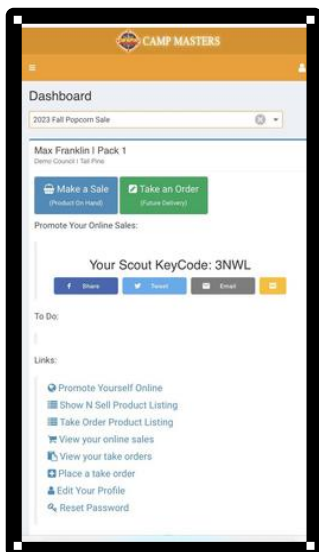 CAMP MASTERS
Dashboard
2023 Fall Popcorn Sale
Max Franklin | Pack 1
Demo Council | Tall Pine
Make a Sale
(Product On Hand)
Take an Order
(Future Delivery)
Promote Your Online Sales:
Your Scout KeyCode: 3NWL
Share
Tweet
Email
To Do:
Links:
Promote Yourself Online
Show N Sell Product Listing
Take Order Product Listing
View your online sales
View your take orders
Place a take order
Edit Your Profile
Reset Password